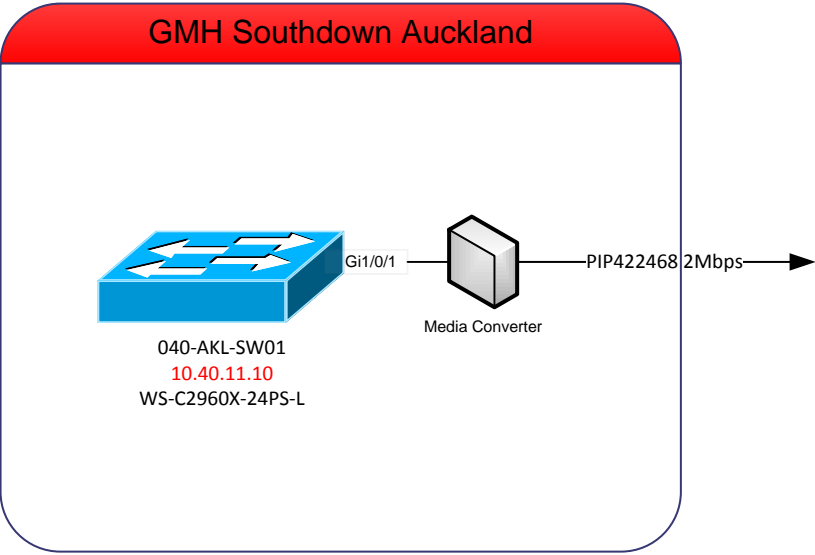 GMH Southdown Auckland
Gi1/0/1
PIP422468 2Mbps
Media Converter
040-AKL-SW01
10.40.11.10
WS-C2960X-24PS-L